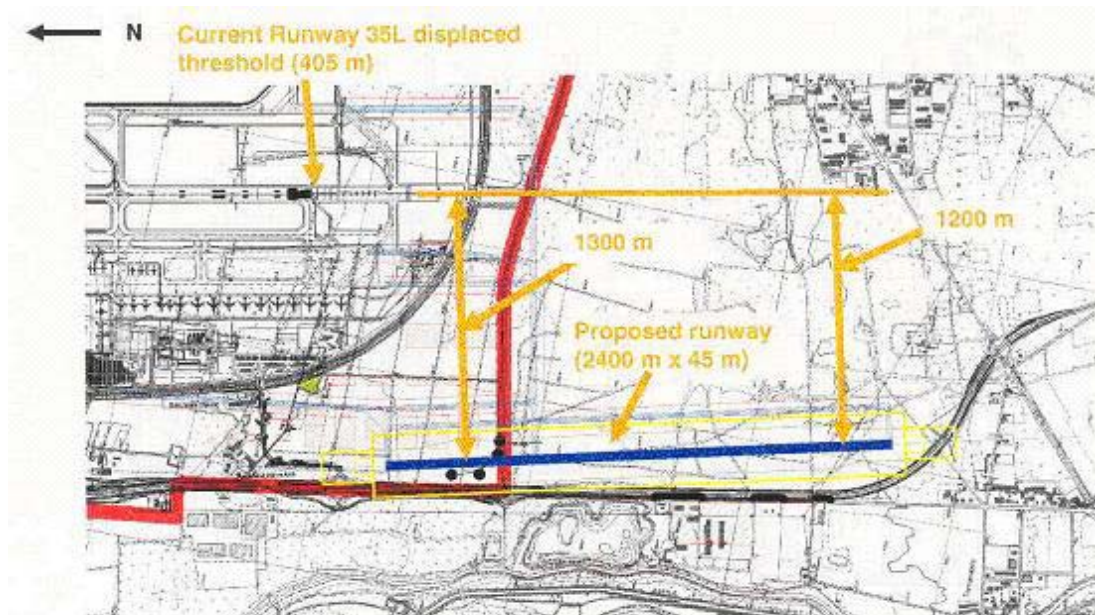 N
Current Runway 35L displaced
threshold (405 m)
1300 m
1200 m
Proposed runway
(2400 m x 45 m)